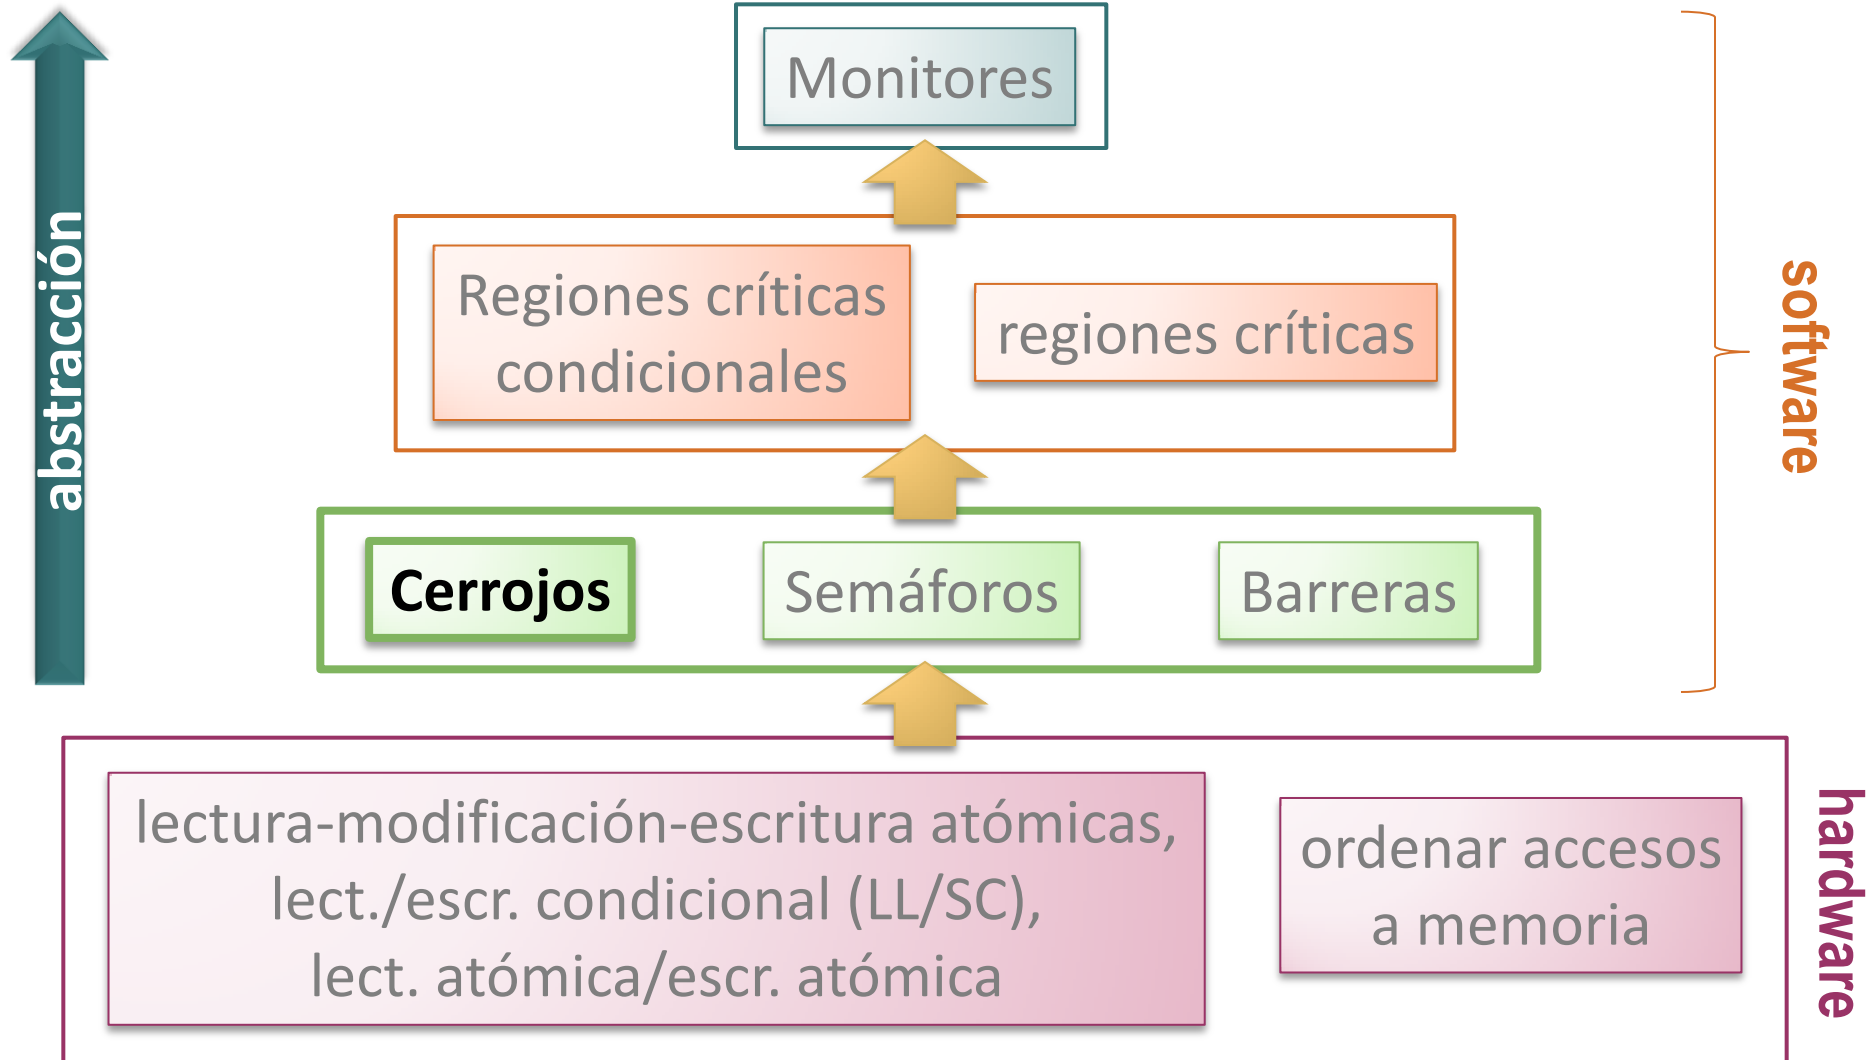 abstracción
Monitores
Regiones críticas
condicionales
regiones críticas
Cerrojos
Semáforos
Barreras
software
lectura-modificación-escritura atómicas,
lect./escr. condicional (LL/SC),
lect. atómica/escr. atómica
ordenar accesos
a memoria
hardware